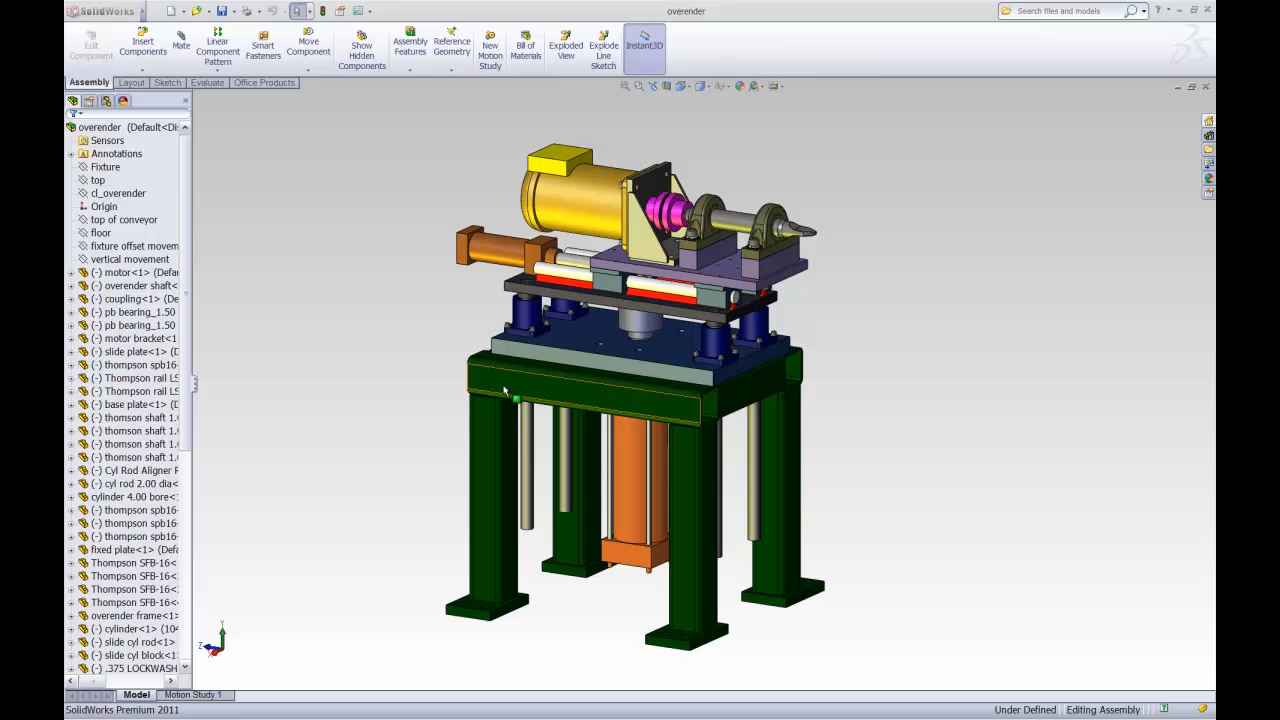 SolidWorks
overender
Search files and models
Edit Component
Insert Components
Mate
Linear Component Pattern
Smart Fasteners
Move Component
Show Hidden Components
Assembly Features
Reference Geometry
New Motion Study
Bill of Materials
Exploded View
Explode Line Sketch
Instant3D
Assembly
Layout
Sketch
Evaluate
Office Products
overender (Default<Di
Sensors
Annotations
Fixture
top
cl_overender
Origin
top of conveyor
floor
fixture offset movem
vertical movement
(-) motor<1> (Defa
(-) overender shaft<
(-) coupling<1> (De
(-) pb bearing_1.50
(-) pb bearing_1.50
(-) motor bracket<1
(-) slide plate<1> (D
(-) thompson spb16-
(-) Thompson rail LS
(-) Thompson rail LS
(-) base plate<1> (D
(-) thomson shaft 1.
(-) thomson shaft 1.
(-) thomson shaft 1.
(-) thomson shaft 1.
(-) Cyl Rod Aligner R
(-) cyl rod 2.00 dia<
cylinder 4.00 bore<
(-) thompson spb16-
(-) thompson spb16-
(-) thompson spb16-
fixed plate<1> (Defa
Thompson SFB-16<
Thompson SFB-16<
Thompson SFB-16<
Thompson SFB-16<
overender frame<1>
(-) cylinder<1> (10
(-) slide cyl rod<1>
(-) slide cyl block<1>
(-) .375 LOCKWASH
Y
Z
Model
Motion Study 1
SolidWorks Premium 2011
Under Defined
Editing Assembly